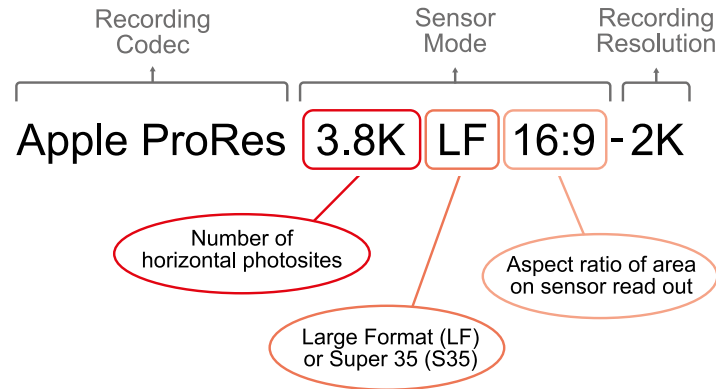 Recording
Codec
Sensor
Mode
Recording
Resolution
Apple ProRes 3.8K LF 16:9 - 2K
Number of
horizontal photosites
Aspect ratio of area
on sensor read out
Large Format (LF)
or Super 35 (S35)